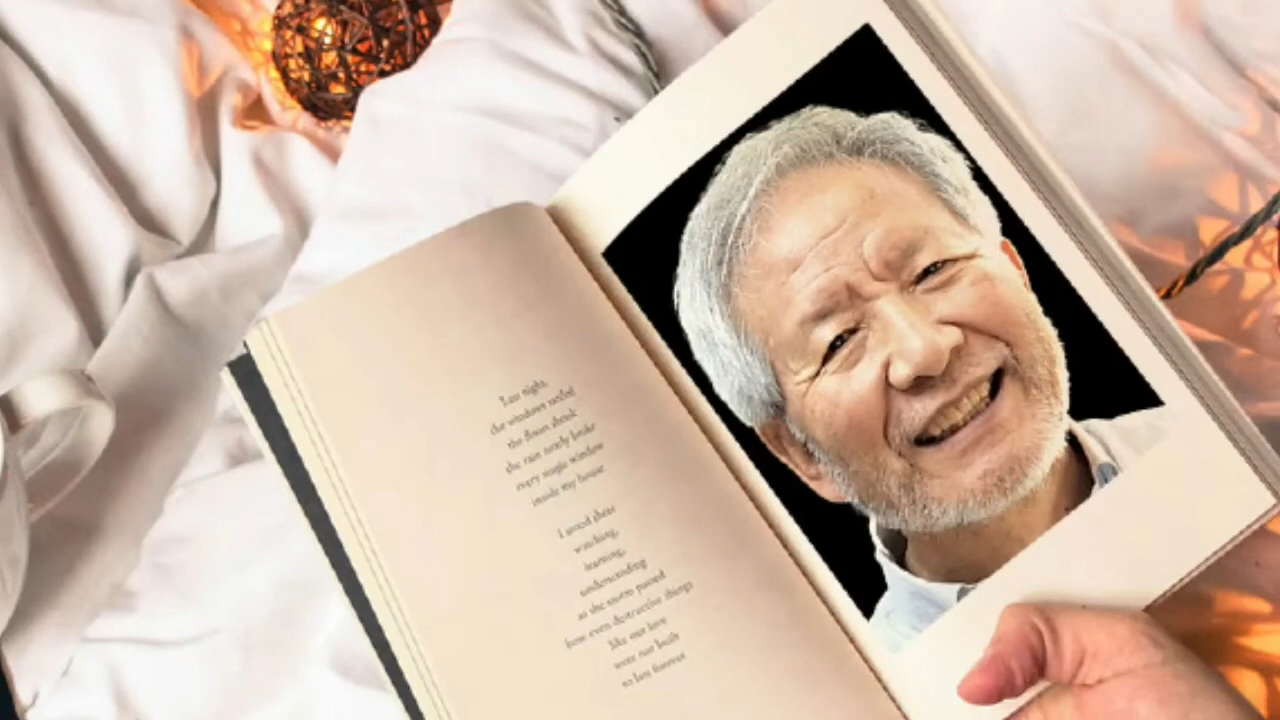 Last night,
the windows rattled
the floors shook
the rain nearly broke
every single window
inside my house
I stood there
watching,
learning,
understanding
as the storm passed
how even destructive things
like our love
were not built
to last forever